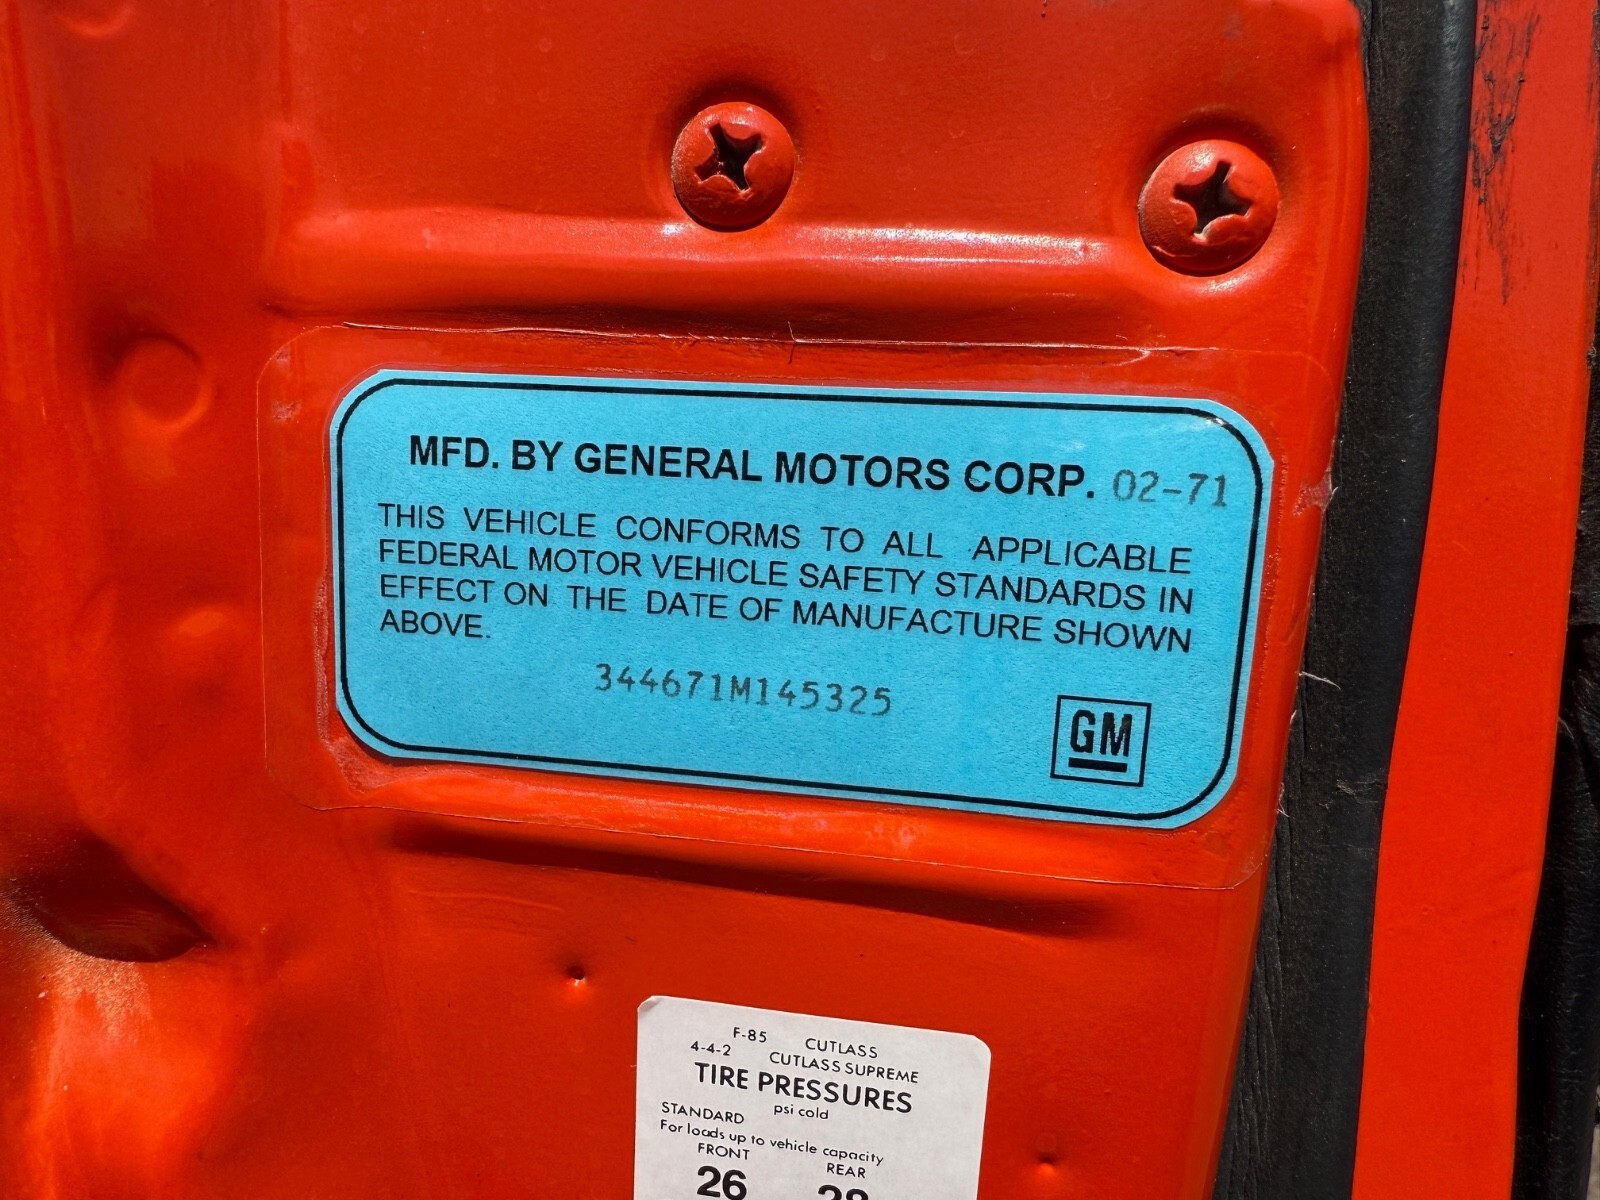 MFD. BY GENERAL MOTORS CORP. 02-71
THIS VEHICLE CONFORMS TO ALL APPLICABLE
FEDERAL MOTOR VEHICLE SAFETY STANDARDS IN
EFFECT ON THE DATE OF MANUFACTURE SHOWN
ABOVE.
344671M145325
GM
F-85 CUTLASS
4-4-2 CUTLASS SUPREME
TIRE PRESSURES
psi cold
STANDARD
For loads up to vehicle capacity
FRONT REAR
26